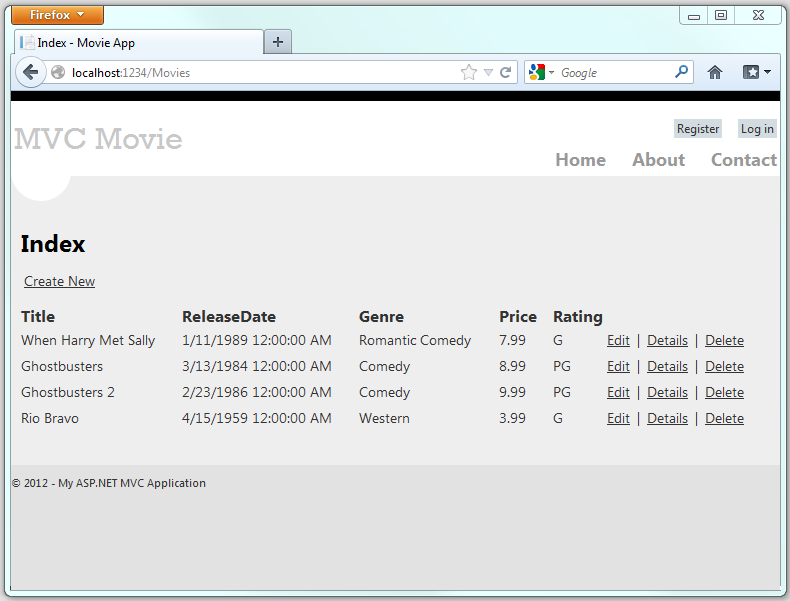 Firefox
Index - Movie App
localhost:1234/Movies
Google
Register Log in
MVC Movie
Home About Contact
Index
Create New
Title ReleaseDate Genre Price Rating
When Harry Met Sally 1/11/1989 12:00:00 AM Romantic Comedy 7.99 G Edit | Details | Delete
Ghostbusters 3/13/1984 12:00:00 AM Comedy 8.99 PG Edit | Details | Delete
Ghostbusters 2 2/23/1986 12:00:00 AM Comedy 9.99 PG Edit | Details | Delete
Rio Bravo 4/15/1959 12:00:00 AM Western 3.99 G Edit | Details | Delete
© 2012 - My ASP.NET MVC Application